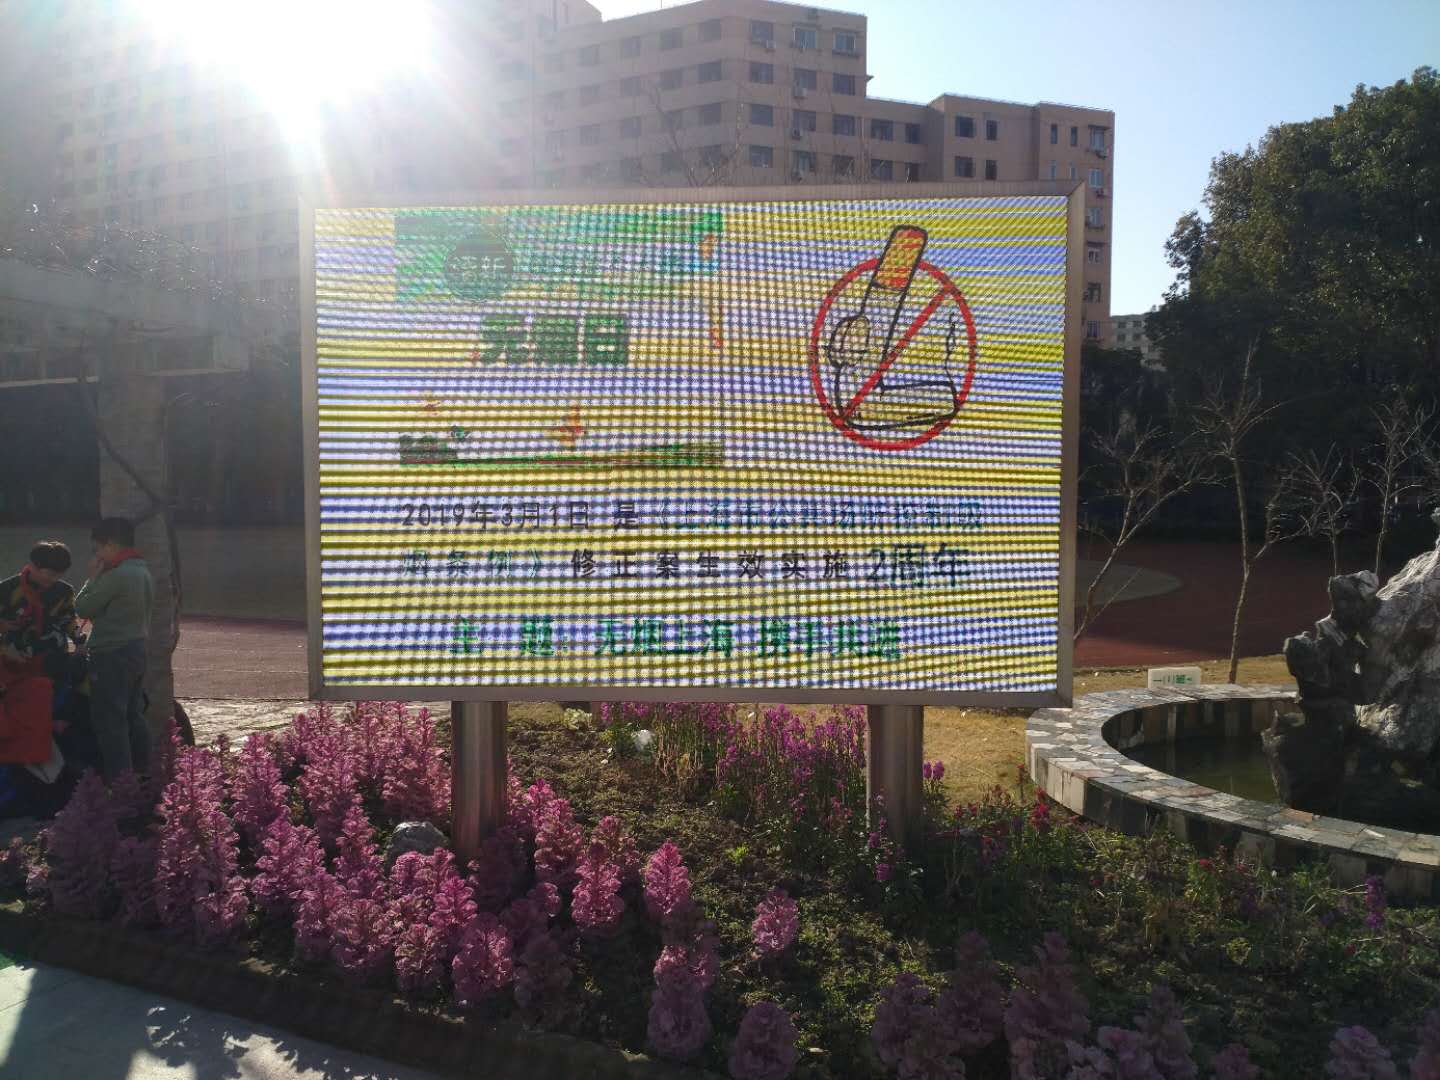 无烟日
2019年3月1日 是《上海市公共场所控制吸
烟条例》修正案生效实施 2周年
主 题：无烟上海 携手共进